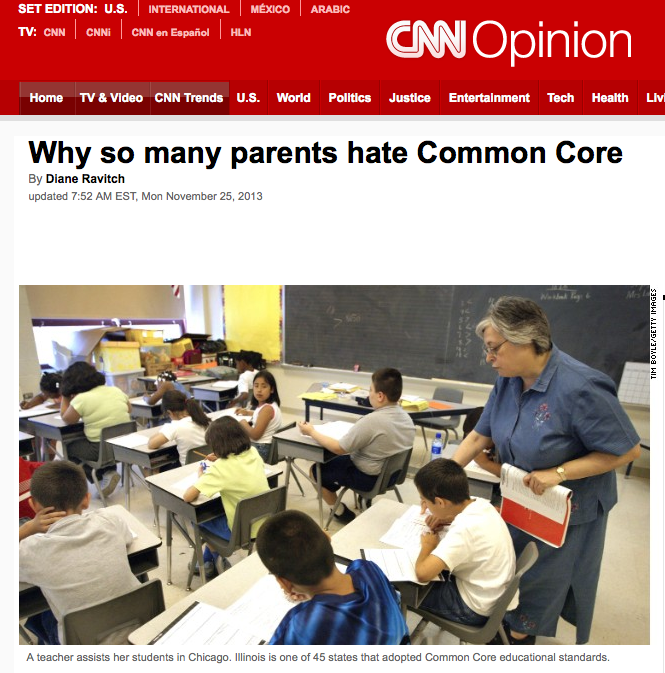 SET EDITION: U.S. INTERNATIONAL MÉXICO ARABIC
TV: CNN CNNi CNN en Español HLN
CNN Opinion
Home TV & Video CNN Trends U.S. World Politics Justice Entertainment Tech Health Livi
Why so many parents hate Common Core
By Diane Ravitch
updated 7:52 AM EST, Mon November 25, 2013
TIM BOYLE/GETTY IMAGES
A teacher assists her students in Chicago. Illinois is one of 45 states that adopted Common Core educational standards.